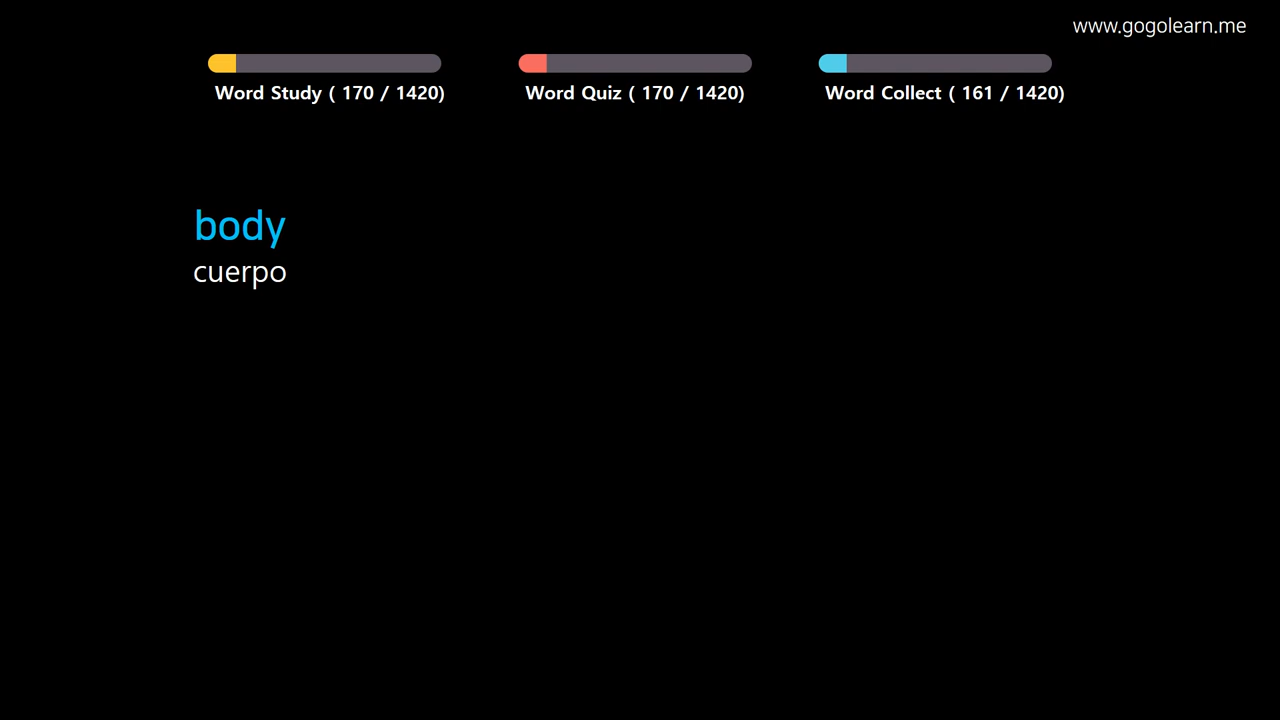 www.gogolearn.me
Word Study ( 170 / 1420)
Word Quiz ( 170 / 1420)
Word Collect ( 161 / 1420)
body
cuerpo